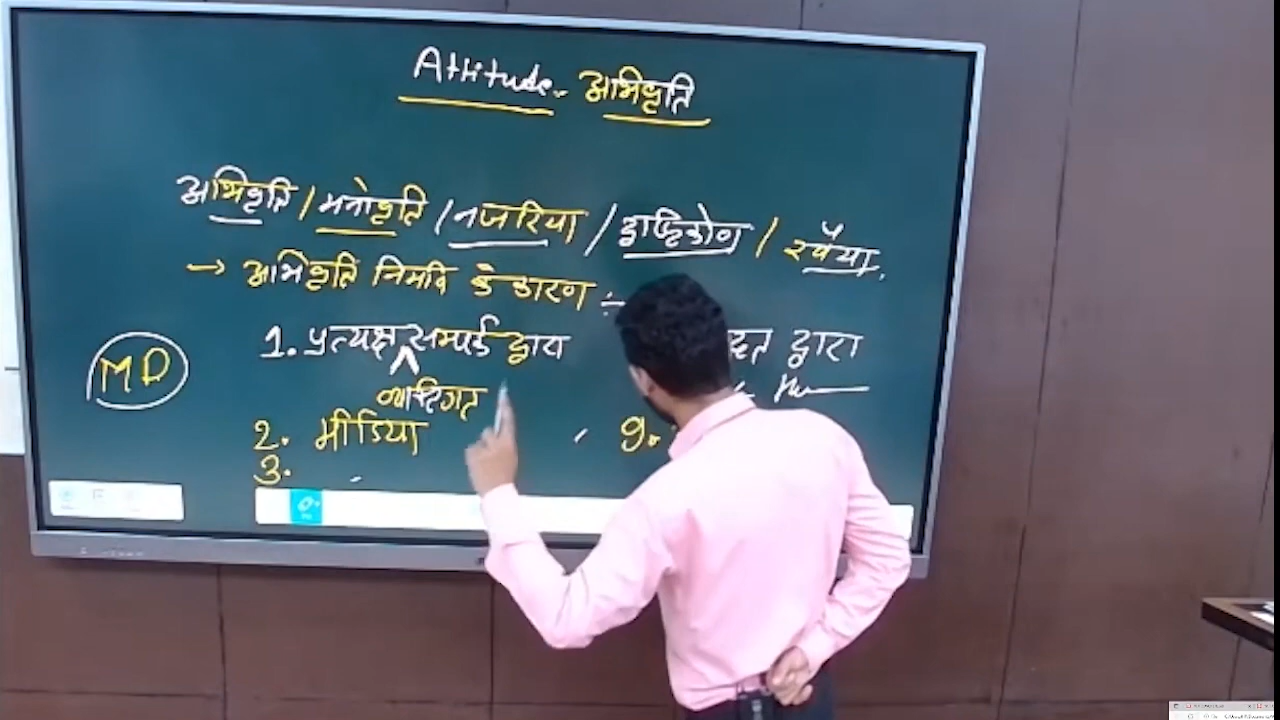 Attitude - अभिवृति
अभिवृति / मनोवृति / नजरिया / दृष्टिकोण / रवैया,
→ अभिवृति निर्माण के कारण :-
1. प्रत्यक्ष सम्पर्क द्वारा द्वारा
व्यक्तिगत
MD
2. मीडिया 9.
3.